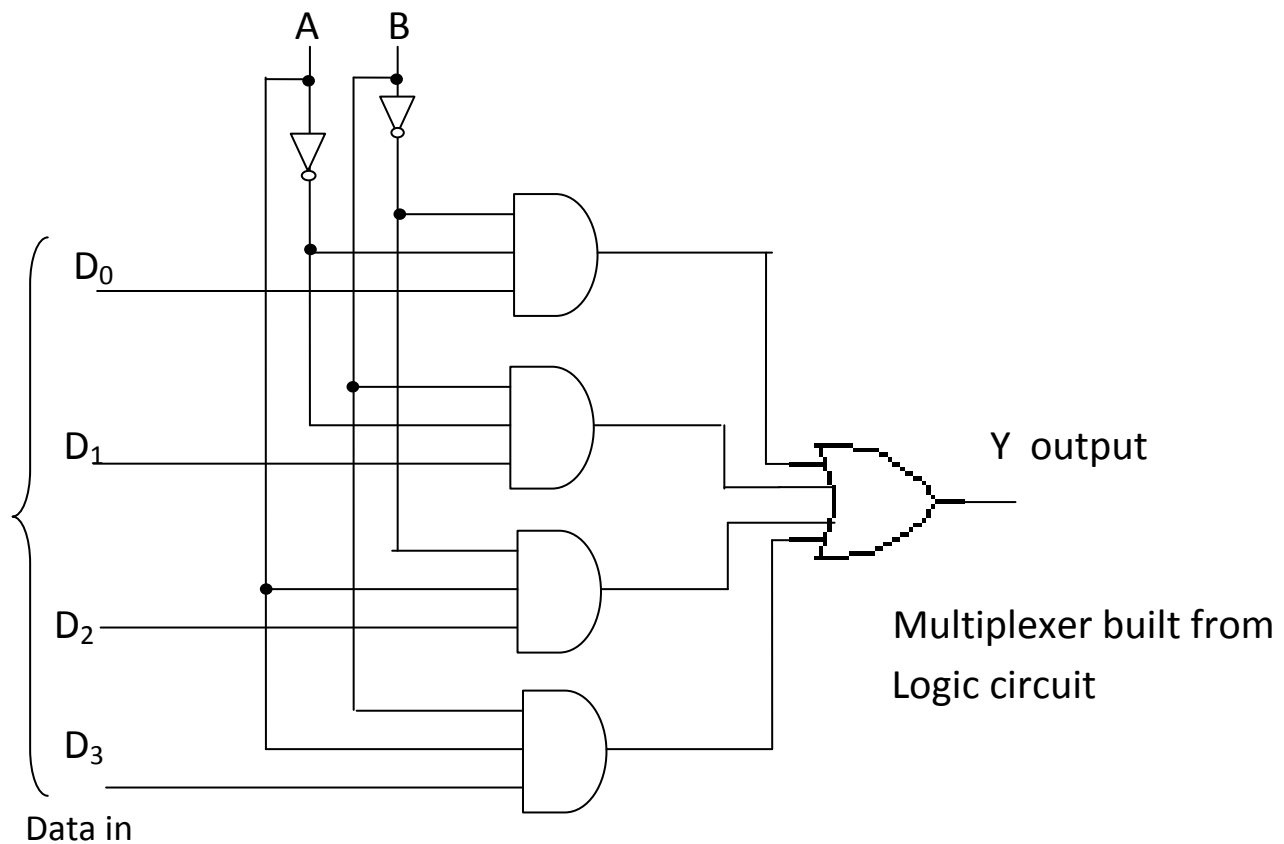 A B
D₀
D₁
Y output
D₂
Multiplexer built from
Logic circuit
D₃
Data in